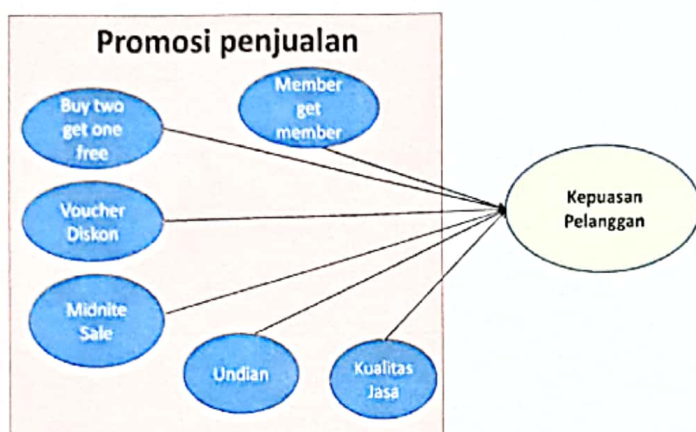 Promosi penjualan
Buy two
get one
free
Member
get
member
Voucher
Diskon
Kepuasan
Pelanggan
Midnite
Sale
Undian
Kualitas
Jasa